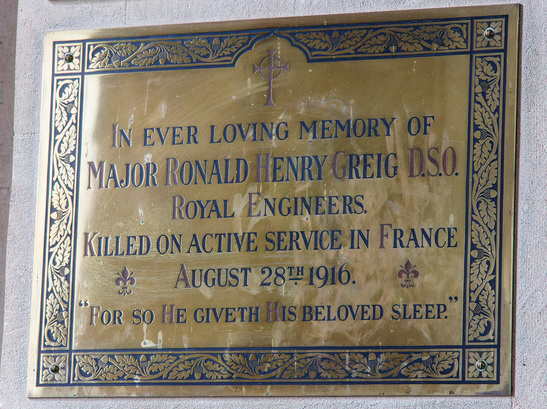 IN EVER LOVING MEMORY OF
MAJOR RONALD HENRY GREIG D.S.O.
ROYAL ENGINEERS.
KILLED ON ACTIVE SERVICE IN FRANCE
AUGUST 28TH 1916.
"FOR SO HE GIVETH HIS BELOVED SLEEP."